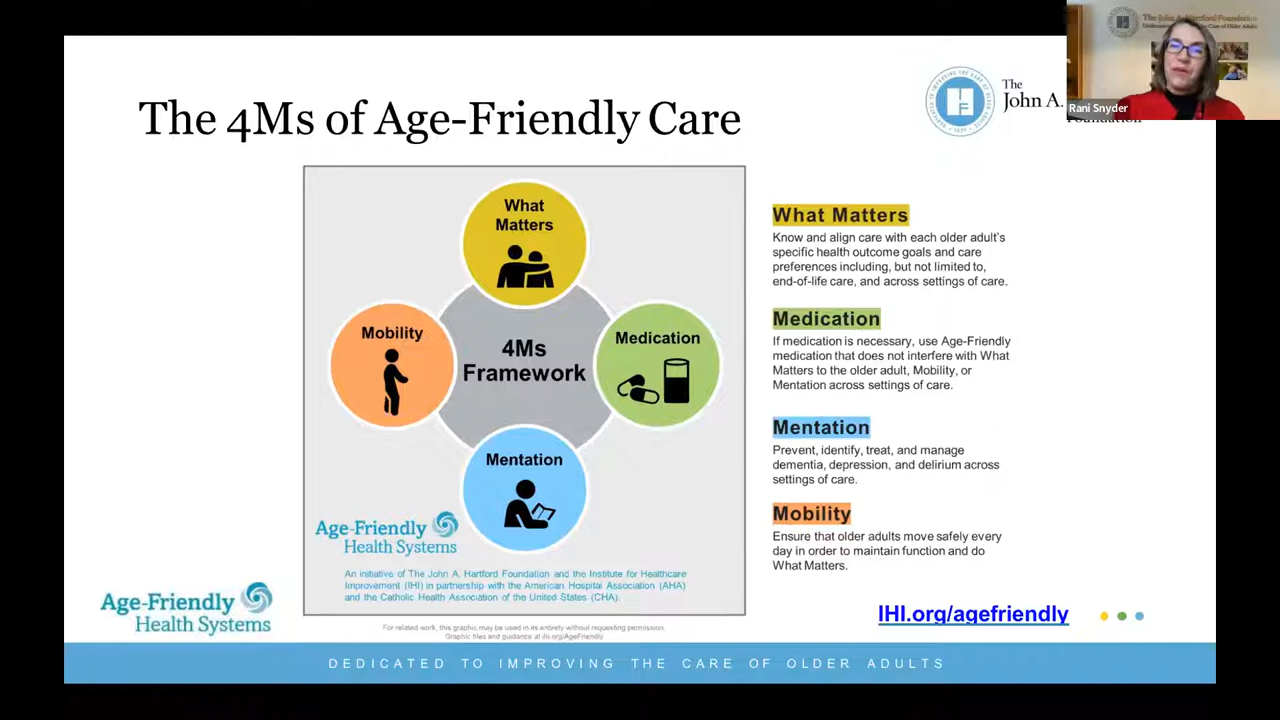 The 4Ms of Age-Friendly Care
The
John A.
Rani Snyder
What
Matters
Mobility
4Ms
Framework
Medication
Mentation
Age-Friendly
Health Systems
An initiative of The John A. Hartford Foundation and the Institute for Healthcare
Improvement (IHI) in partnership with the American Hospital Association (AHA)
and the Catholic Health Association of the United States (CHA).
For related work, this graphic may be used in its entirety without requesting permission.
Graphic files and guidance at ihi.org/AgeFriendly
What Matters
Know and align care with each older adult's
specific health outcome goals and care
preferences including, but not limited to,
end-of-life care, and across settings of care.
Medication
If medication is necessary, use Age-Friendly
medication that does not interfere with What
Matters to the older adult, Mobility, or
Mentation across settings of care.
Mentation
Prevent, identify, treat, and manage
dementia, depression, and delirium across
settings of care.
Mobility
Ensure that older adults move safely every
day in order to maintain function and do
What Matters.
Age-Friendly
Health Systems
IHI.org/agefriendly
DEDICATED TO IMPROVING THE CARE OF OLDER ADULTS